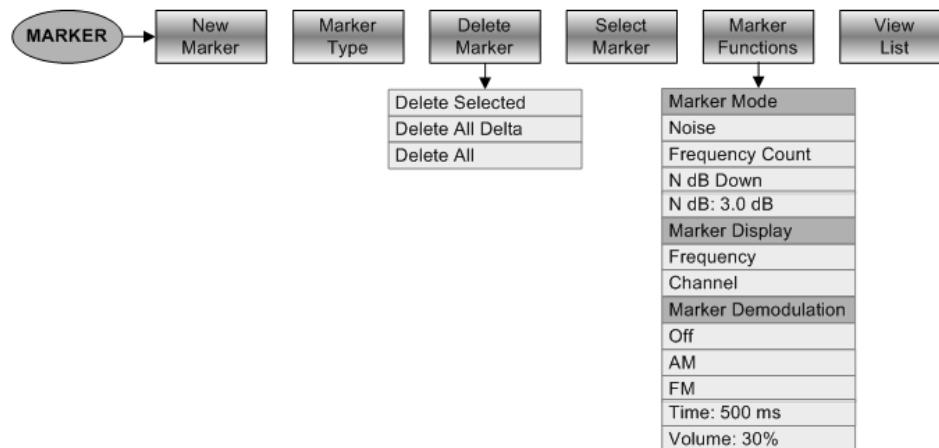 MARKER
New
Marker
Marker
Type
Delete
Marker
Select
Marker
Marker
Functions
View
List
Delete Selected
Delete All Delta
Delete All
Marker Mode
Noise
Frequency Count
N dB Down
N dB: 3.0 dB
Marker Display
Frequency
Channel
Marker Demodulation
Off
AM
FM
Time: 500 ms
Volume: 30%